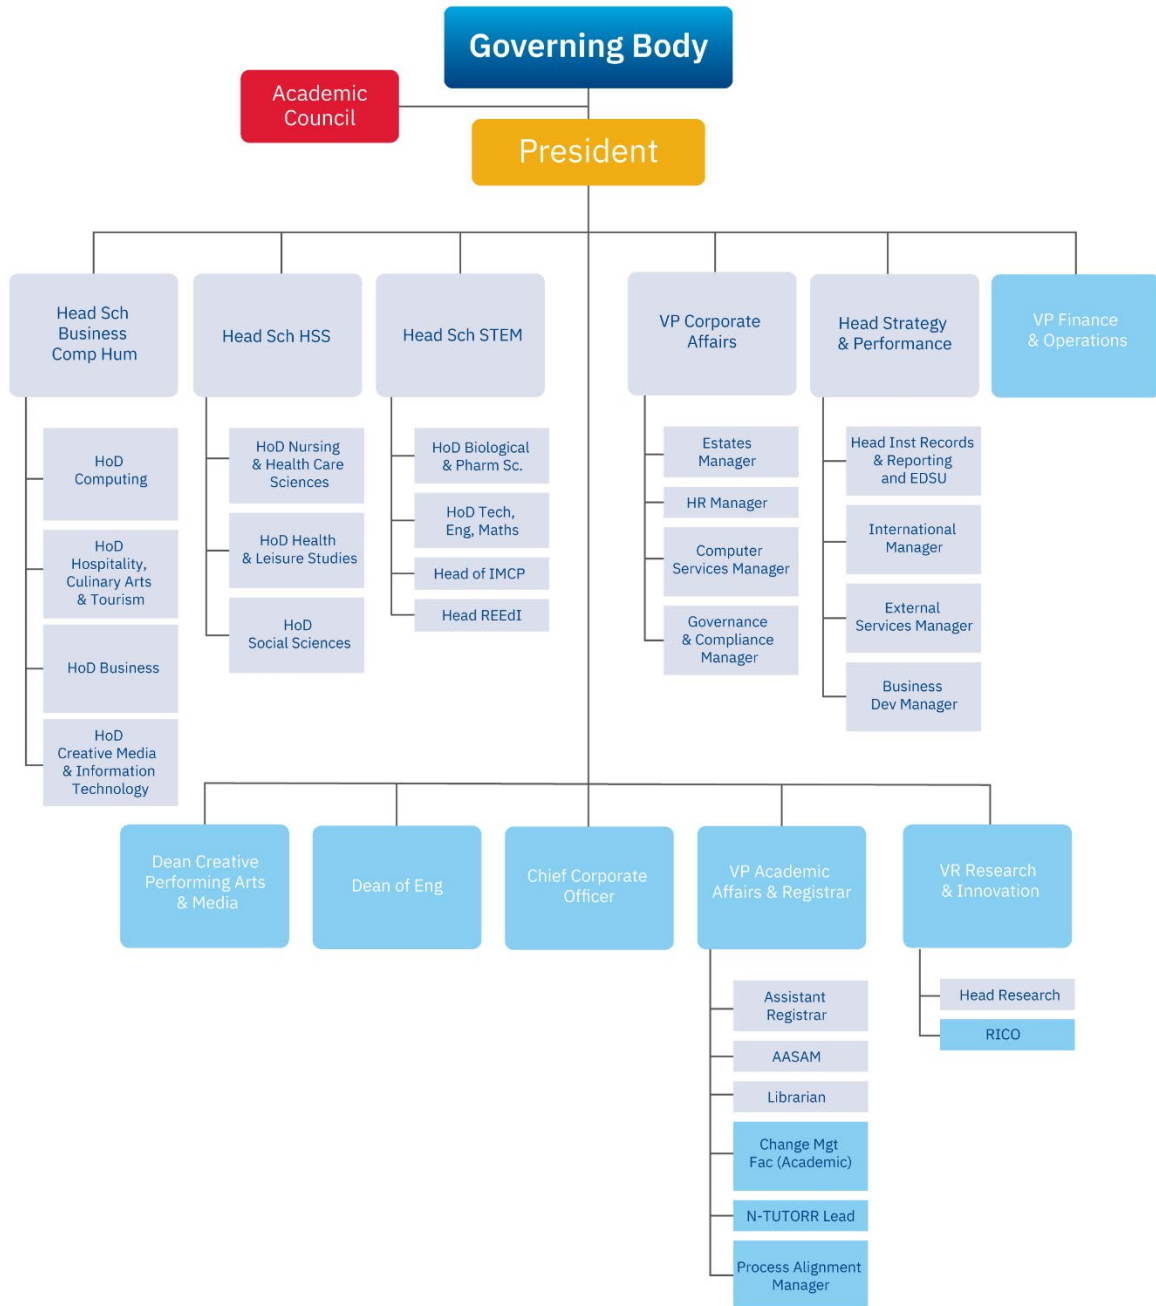 Governing Body
Academic
Council
President
Head Sch
Business
Comp Hum
Head Sch HSS
Head Sch STEM
VP Corporate
Affairs
Head Strategy
& Performance
VP Finance
& Operations
HoD
Computing
HoD
Hospitality,
Culinary Arts
& Tourism
HoD Business
HoD
Creative Media
& Information
Technology
HoD Nursing
& Health Care
Sciences
HoD Health
& Leisure Studies
HoD
Social Sciences
HoD Biological
& Pharm Sc.
HoD Tech,
Eng, Maths
Head of IMCP
Head REEdI
Estates
Manager
HR Manager
Computer
Services Manager
Governance
& Compliance
Manager
Head Inst Records
& Reporting
and EDSU
International
Manager
External
Services Manager
Business
Dev Manager
Dean Creative
Performing Arts
& Media
Dean of Eng
Chief Corporate
Officer
VP Academic
Affairs & Registrar
VR Research
& Innovation
Assistant
Registrar
AASAM
Librarian
Change Mgt
Fac (Academic)
N-TUTORR Lead
Process Alignment
Manager
Head Research
RICO